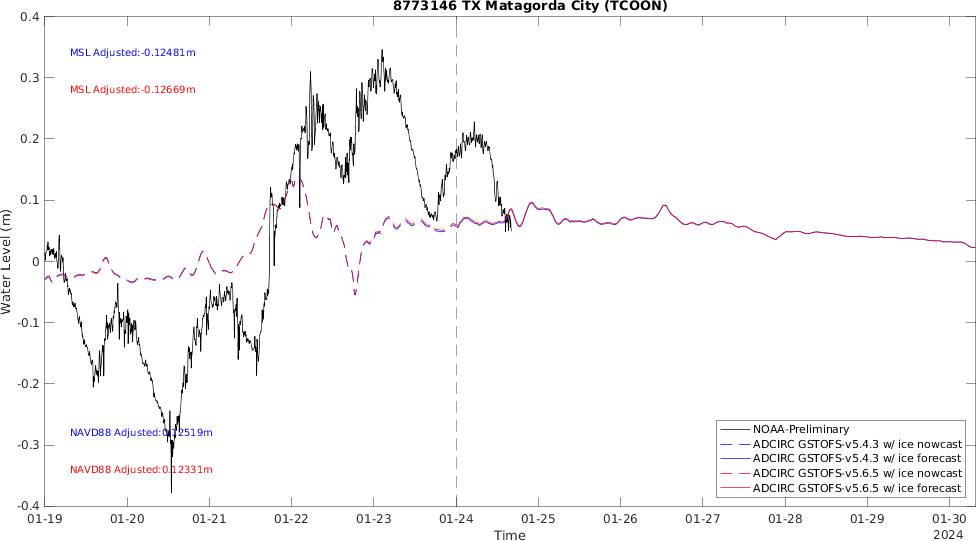 8773146 TX Matagorda City (TCOON)
0.4
0.3
0.2
0.1
0
-0.1
-0.2
-0.3
-0.4
Water Level (m)
MSL Adjusted:-0.12481m
MSL Adjusted:-0.12669m
NAVD88 Adjusted:0.12519m
NAVD88 Adjusted:0.12331m
NOAA-Preliminary
ADCIRC GSTOFS-v5.4.3 w/ ice nowcast
ADCIRC GSTOFS-v5.4.3 w/ ice forecast
ADCIRC GSTOFS-v5.6.5 w/ ice nowcast
ADCIRC GSTOFS-v5.6.5 w/ ice forecast
01-19 01-20 01-21 01-22 01-23 01-24 01-25 01-26 01-27 01-28 01-29 01-30
Time
2024